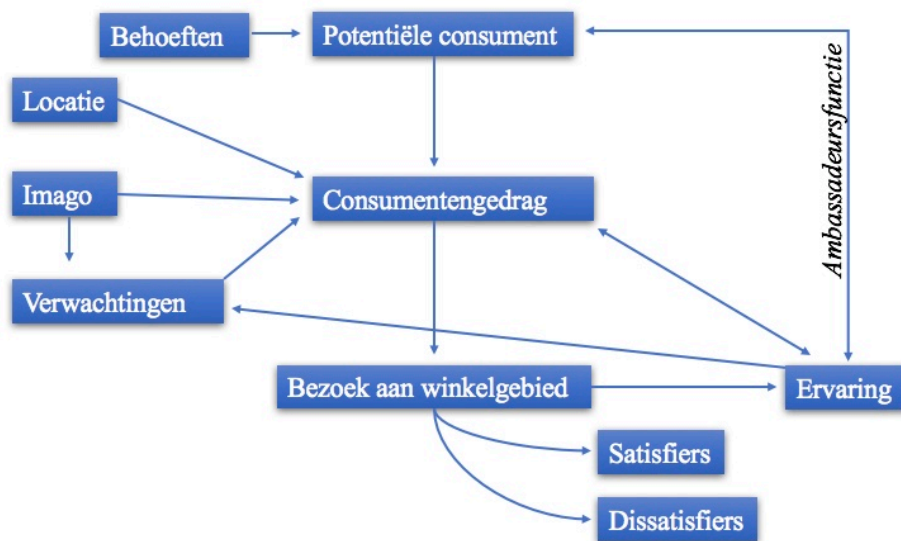 Behoeften
Potentiële consument
Locatie
Imago
Consumentengedrag
Ambassadeursfunctie
Verwachtingen
Bezoek aan winkelgebied
Ervaring
Satisfiers
Dissatisfiers